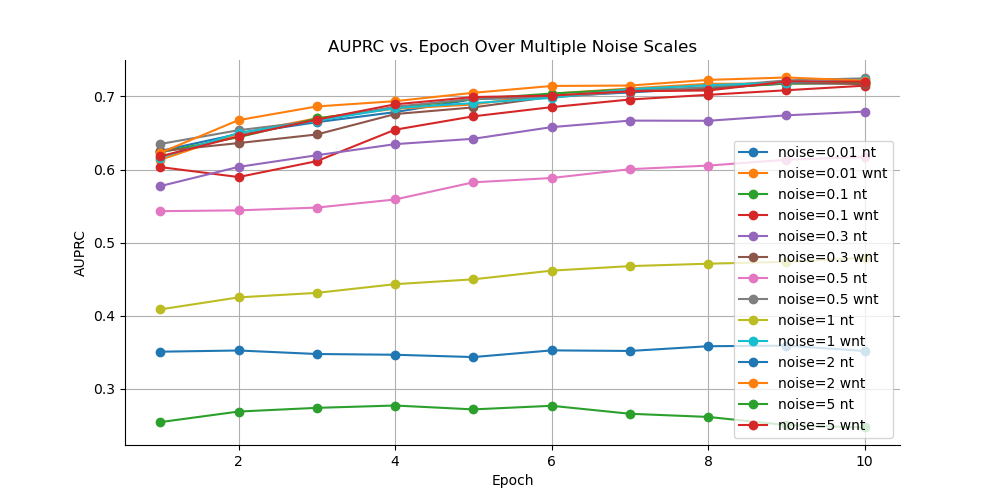 AUPRC vs. Epoch Over Multiple Noise Scales
AUPRC
0.7
0.6
0.5
0.4
0.3
2
4
6
8
10
Epoch
noise=0.01 nt
noise=0.01 wnt
noise=0.1 nt
noise=0.1 wnt
noise=0.3 nt
noise=0.3 wnt
noise=0.5 nt
noise=0.5 wnt
noise=1 nt
noise=1 wnt
noise=2 nt
noise=2 wnt
noise=5 nt
noise=5 wnt